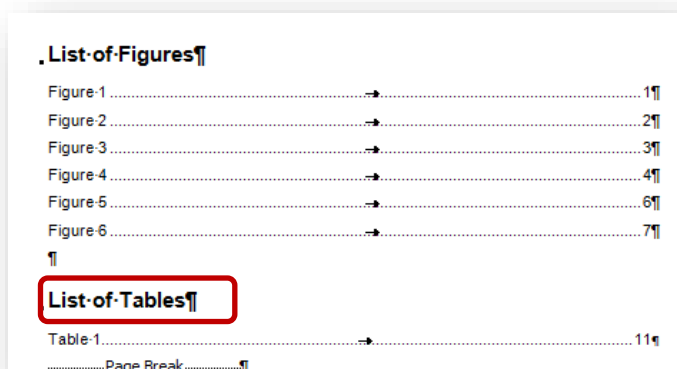 List·of·Figures¶
Figure·1 → 1¶
Figure·2 → 2¶
Figure·3 → 3¶
Figure·4 → 4¶
Figure·5 → 6¶
Figure·6 → 7¶
¶
List·of·Tables¶
Table·1 → 11¶
Page Break ¶